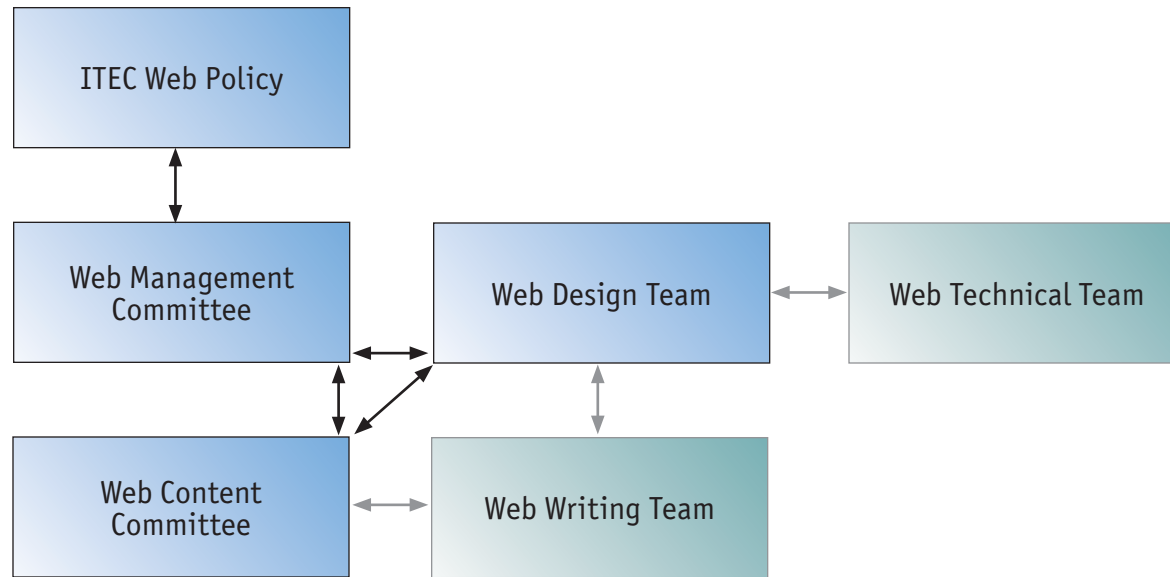 ITEC Web Policy
Web Management
Committee
Web Design Team
Web Technical Team
Web Content
Committee
Web Writing Team